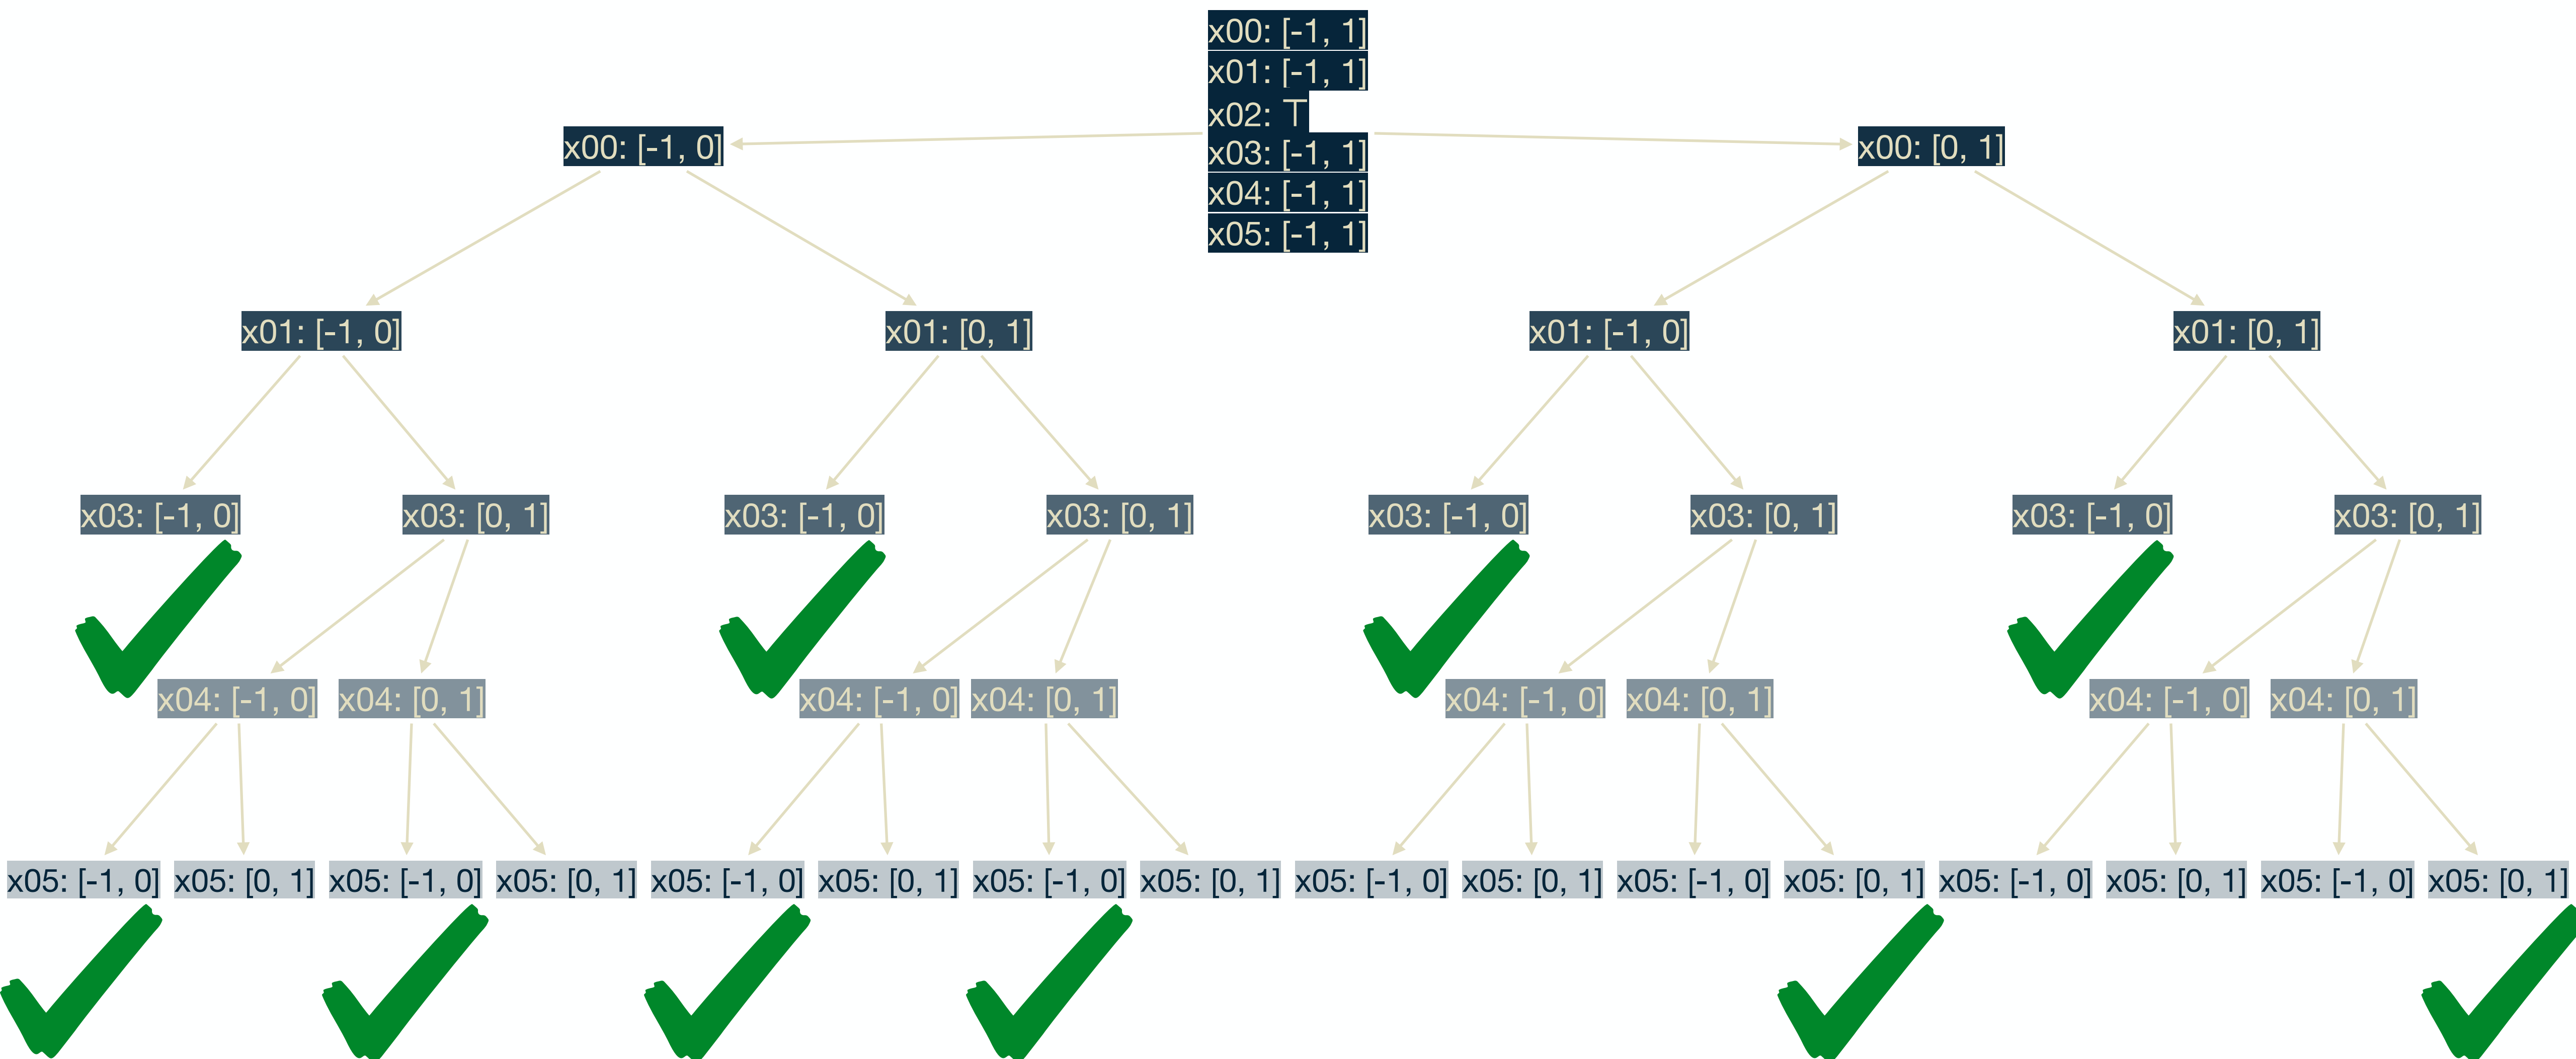 x00: [-1, 1]
x01: [-1, 1]
x02: ⊤
x03: [-1, 1]
x04: [-1, 1]
x05: [-1, 1]
x00: [-1, 0]
x00: [0, 1]
x01: [-1, 0]
x01: [0, 1]
x01: [-1, 0]
x01: [0, 1]
x03: [-1, 0]
x03: [0, 1]
x03: [-1, 0]
x03: [0, 1]
x03: [-1, 0]
x03: [0, 1]
x03: [-1, 0]
x03: [0, 1]
x04: [-1, 0]
x04: [0, 1]
x04: [-1, 0]
x04: [0, 1]
x04: [-1, 0]
x04: [0, 1]
x04: [-1, 0]
x04: [0, 1]
x05: [-1, 0]
x05: [0, 1]
x05: [-1, 0]
x05: [0, 1]
x05: [-1, 0]
x05: [0, 1]
x05: [-1, 0]
x05: [0, 1]
x05: [-1, 0]
x05: [0, 1]
x05: [-1, 0]
x05: [0, 1]
x05: [-1, 0]
x05: [0, 1]
x05: [-1, 0]
x05: [0, 1]